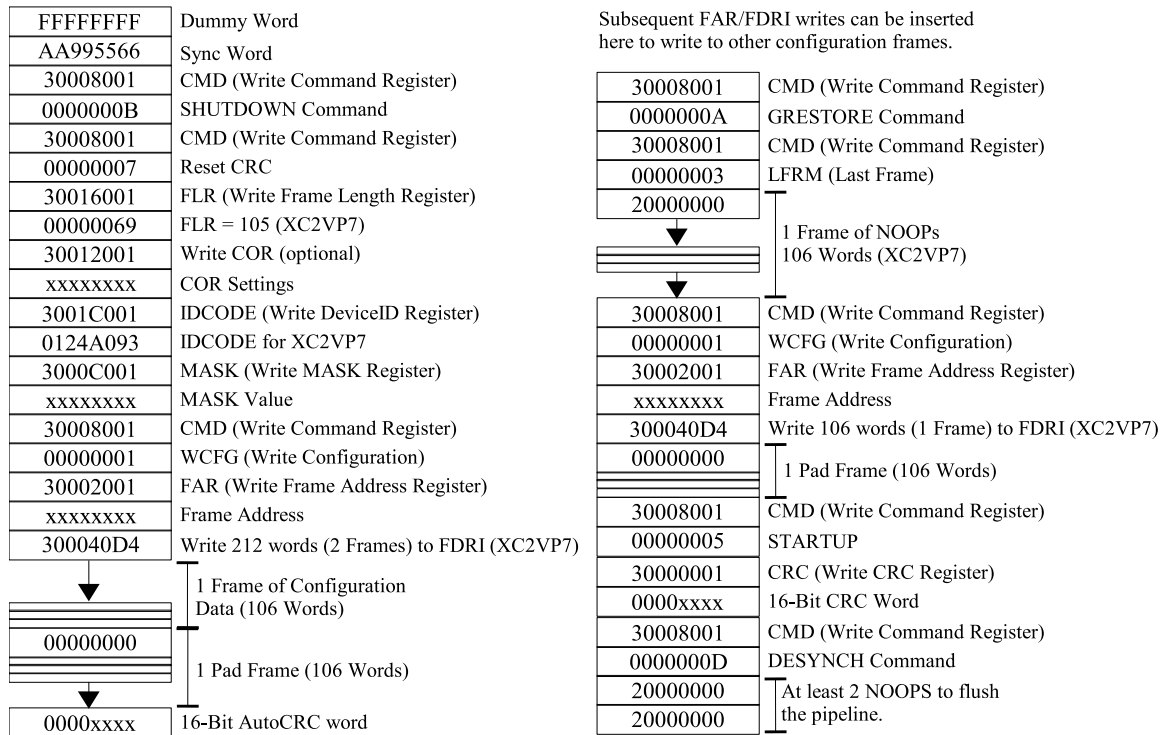 FFFFFFFF Dummy Word
AA995566 Sync Word
30008001 CMD (Write Command Register)
0000000B SHUTDOWN Command
30008001 CMD (Write Command Register)
00000007 Reset CRC
30016001 FLR (Write Frame Length Register)
00000069 FLR = 105 (XC2VP7)
30012001 Write COR (optional)
xxxxxxxx COR Settings
3001C001 IDCODE (Write DeviceID Register)
0124A093 IDCODE for XC2VP7
3000C001 MASK (Write MASK Register)
xxxxxxxx MASK Value
30008001 CMD (Write Command Register)
00000001 WCFG (Write Configuration)
30002001 FAR (Write Frame Address Register)
xxxxxxxx Frame Address
300040D4 Write 212 words (2 Frames) to FDRI (XC2VP7)
1 Frame of Configuration
Data (106 Words)
00000000
1 Pad Frame (106 Words)
0000xxxx 16-Bit AutoCRC word
Subsequent FAR/FDRI writes can be inserted
here to write to other configuration frames.
30008001 CMD (Write Command Register)
0000000A GRESTORE Command
30008001 CMD (Write Command Register)
00000003 LFRM (Last Frame)
20000000
1 Frame of NOOPs
106 Words (XC2VP7)
30008001 CMD (Write Command Register)
00000001 WCFG (Write Configuration)
30002001 FAR (Write Frame Address Register)
xxxxxxxx Frame Address
300040D4 Write 106 words (1 Frame) to FDRI (XC2VP7)
00000000
1 Pad Frame (106 Words)
30008001 CMD (Write Command Register)
00000005 STARTUP
30000001 CRC (Write CRC Register)
0000xxxx 16-Bit CRC Word
30008001 CMD (Write Command Register)
0000000D DESYNCH Command
20000000 At least 2 NOOPS to flush
20000000 the pipeline.